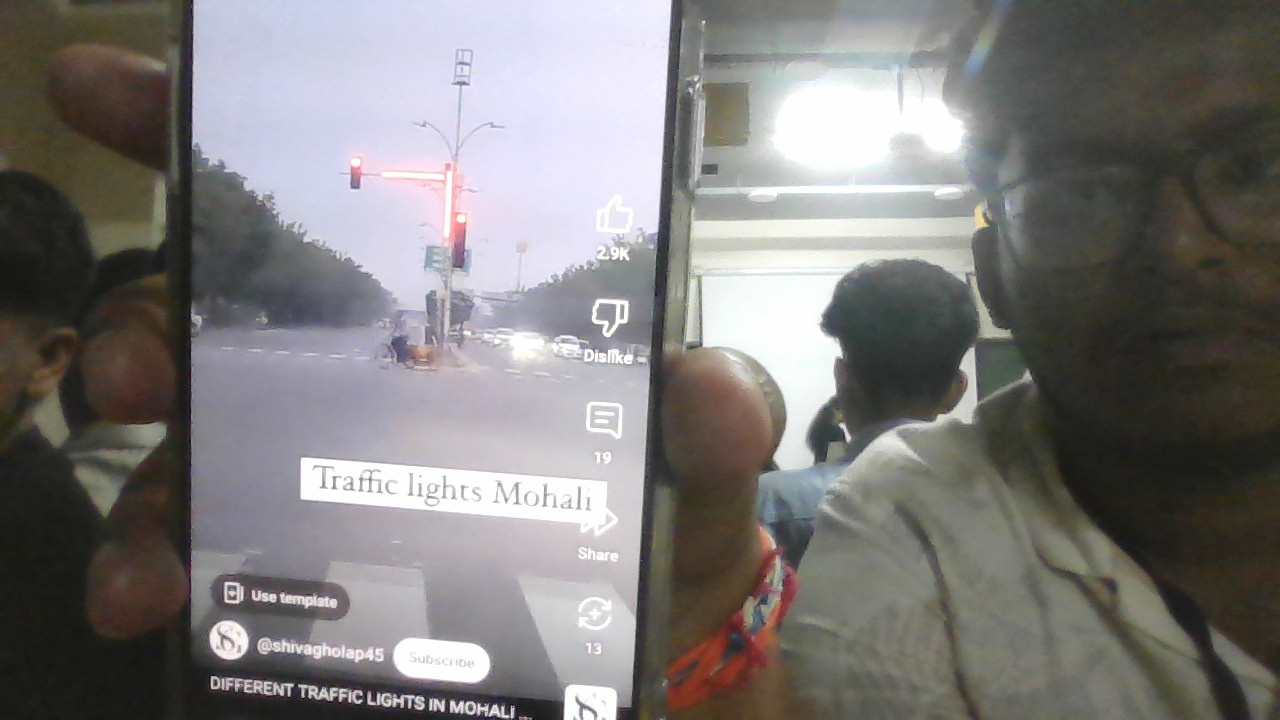 2.9K
Dislike
19
Traffic lights Mohali
Share
Use template
13
@shivagholap45
Subscribe
DIFFERENT TRAFFIC LIGHTS IN MOHALI ...